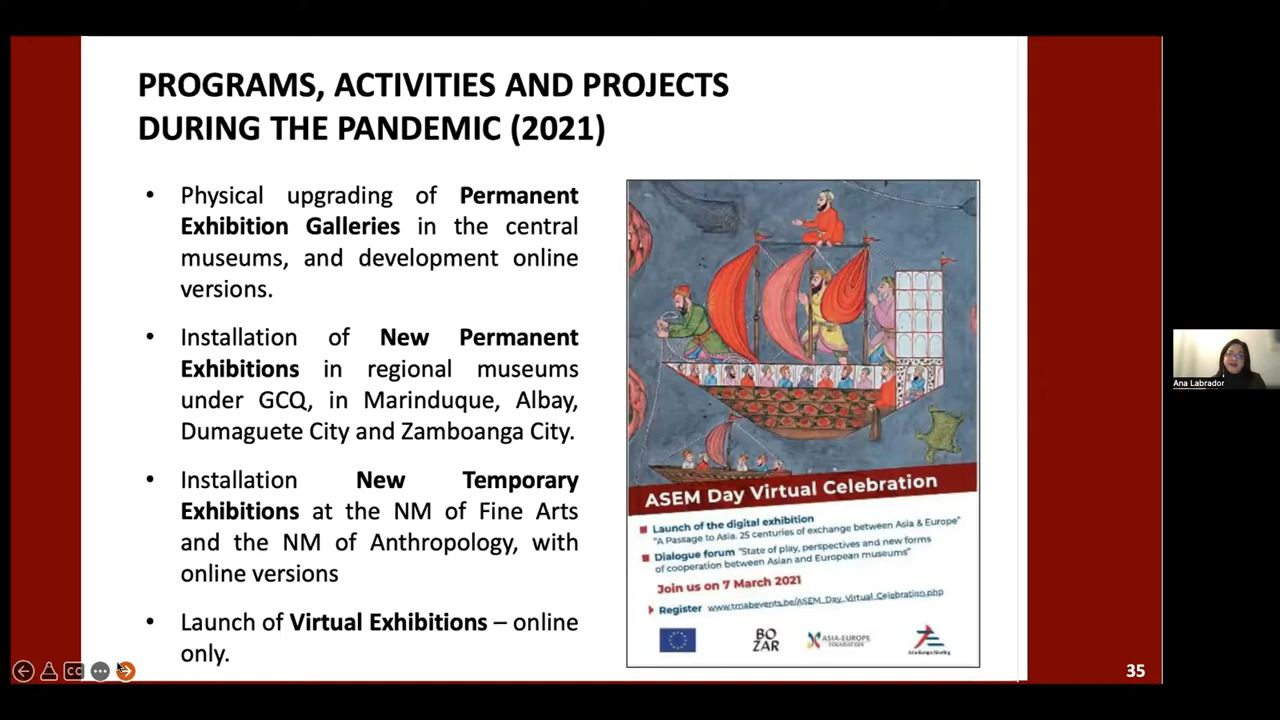 PROGRAMS, ACTIVITIES AND PROJECTS
DURING THE PANDEMIC (2021)
• Physical upgrading of Permanent
Exhibition Galleries in the central
museums, and development online
versions.
• Installation of New Permanent
Exhibitions in regional museums
under GCQ, in Marinduque, Albay,
Dumaguete City and Zamboanga City.
• Installation New Temporary
Exhibitions at the NM of Fine Arts
and the NM of Anthropology, with
online versions
• Launch of Virtual Exhibitions – online
only.
ASEM Day Virtual Celebration
Launch of the digital exhibition
"A Passage to Asia. 25 centuries of exchange between Asia & Europe"
Dialogue forum "State of play, perspectives and new forms
of cooperation between Asian and European museums"
Join us on 7 March 2021
Register www.tmabevents.be/ASEM_Day_Virtual_Celebration.php
BO
ZAR
ASIA-EUROPE
FOUNDATION
Asia-Europe Meeting
CC
35
Ana Labrador